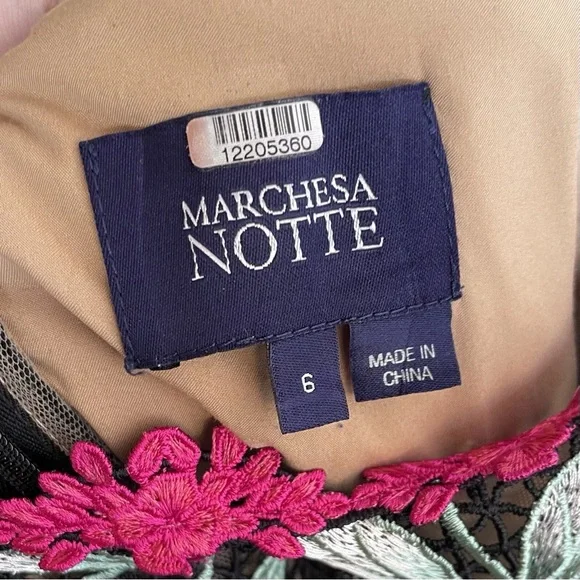 12205360
MARCHESA
NOTTE
6
MADE IN
CHINA